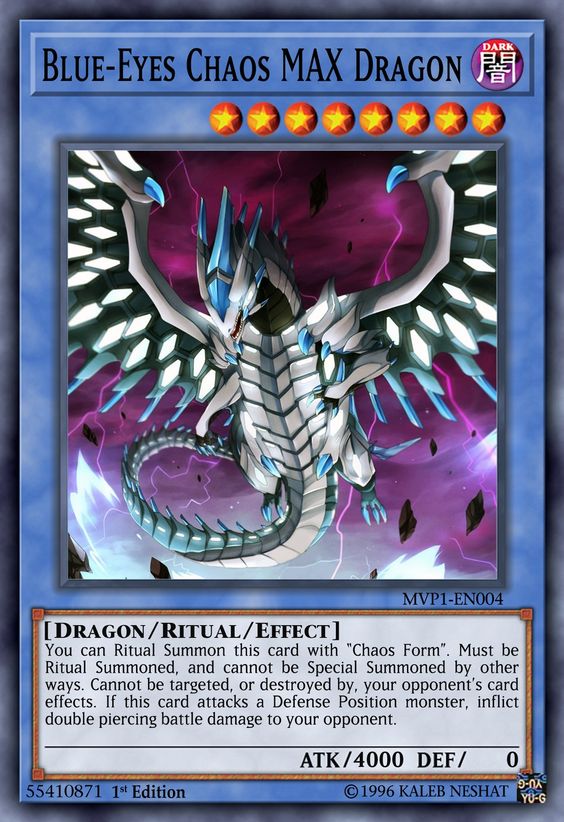 BLUE-EYES CHAOS MAX DRAGON
DARK
闇
MVP1-EN004
[DRAGON/RITUAL/EFFECT]
You can Ritual Summon this card with "Chaos Form". Must be
Ritual Summoned, and cannot be Special Summoned by other
ways. Cannot be targeted, or destroyed by, your opponent's card
effects. If this card attacks a Defense Position monster, inflict
double piercing battle damage to your opponent.
ATK/4000 DEF/ 0
55410871 1st Edition ©1996 KALEB NESHAT
YU-G